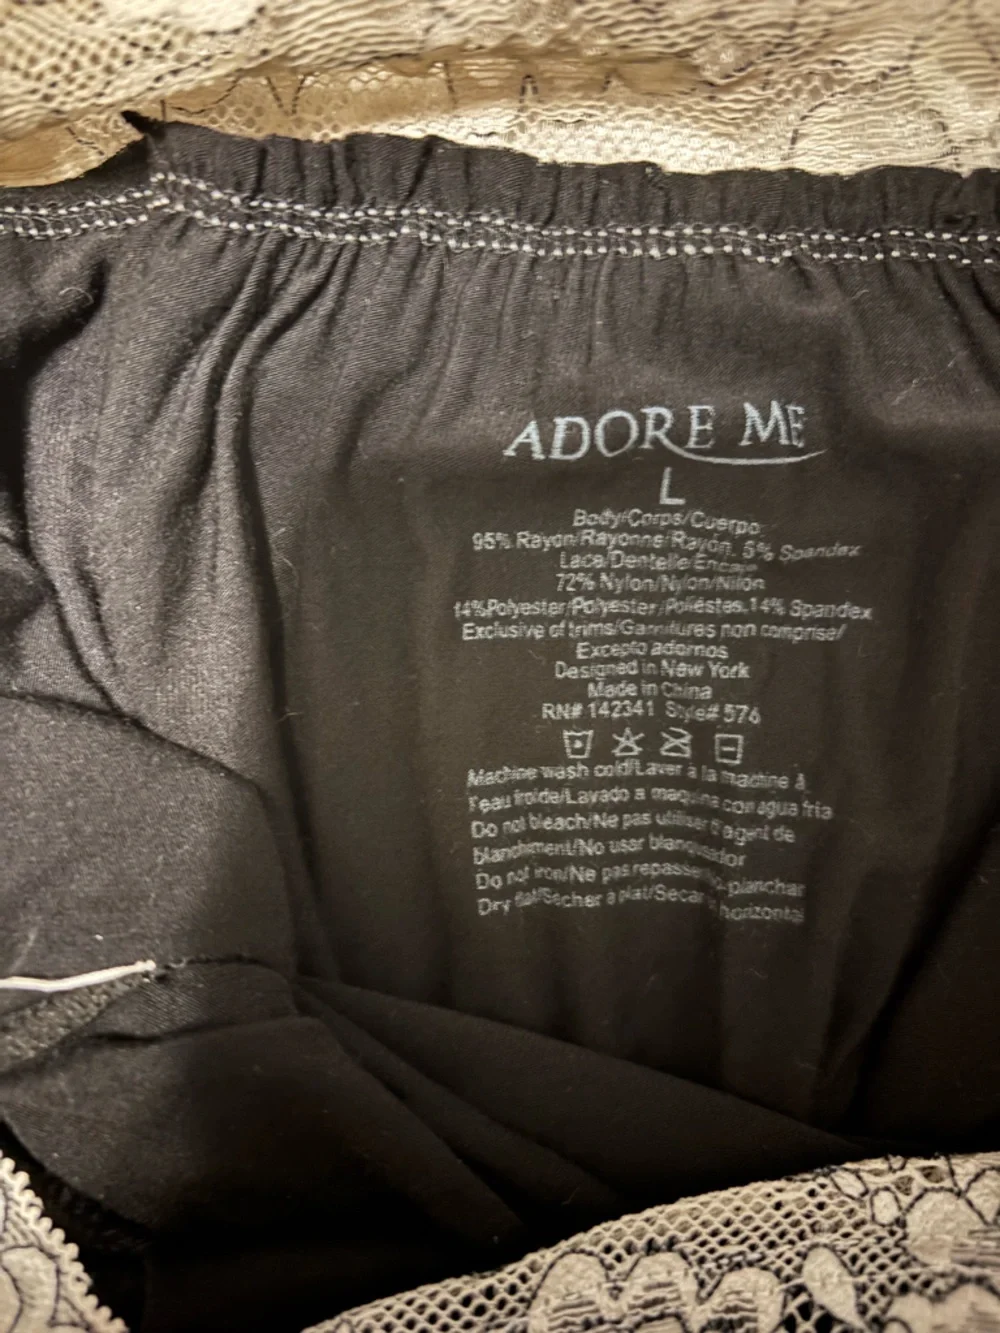 ADORE ME
L
Body/Corps/Cuerpo
95% Rayon/Rayonne/Rayón, 5% Spandex
Lace/Dentelle/Encaje
72% Nylon/Nylon/Nilón
14%Polyester/Polyester/Poliéstes,14% Spandex
Exclusive of trims/Garnitures non comprise/
Excepto adornos
Designed in New York
Made in China
RN# 142341 Style# 576
Machine wash cold/Laver à la machine À
l'eau froide/Lavado a maquina con agua fria
Do not bleach/Ne pas utiliser d'agent de
blanchiment/No usar blanqueador
Do not iron/Ne pas repasser/ planchar
Dry flat/Sécher à plat/Secar horizontal